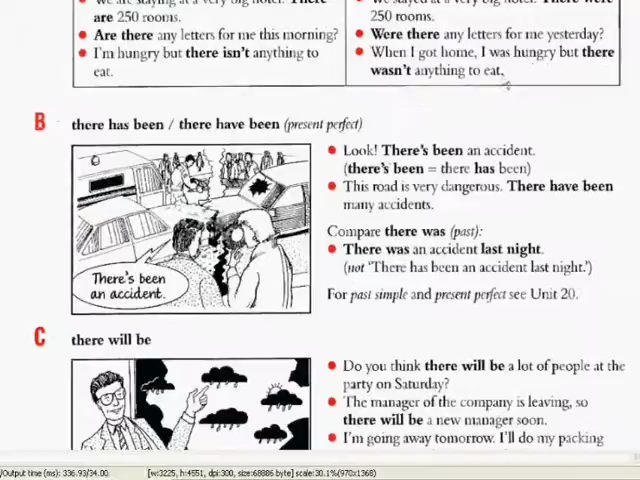 We are staying at a very big hotel. There
are 250 rooms.
Are there any letters for me this morning?
I'm hungry but there isn't anything to
eat.
We stayed at a very big hotel. There were
250 rooms.
Were there any letters for me yesterday?
When I got home, I was hungry but there
wasn't anything to eat.
B there has been / there have been (present perfect)
There's been
an accident.
Look! There's been an accident.
(there's been = there has been)
This road is very dangerous. There have been
many accidents.
Compare there was (past):
There was an accident last night.
(not 'There has been an accident last night.')
For past simple and present perfect see Unit 20.
C there will be
Do you think there will be a lot of people at the
party on Saturday?
The manager of the company is leaving, so
there will be a new manager soon.
I'm going away tomorrow. I'll do my packing
/Output time (ms): 336.93/34.00 [w:3225, h:4551, dpi:300, size:68886 byte] scale:30.1%(970x1368)